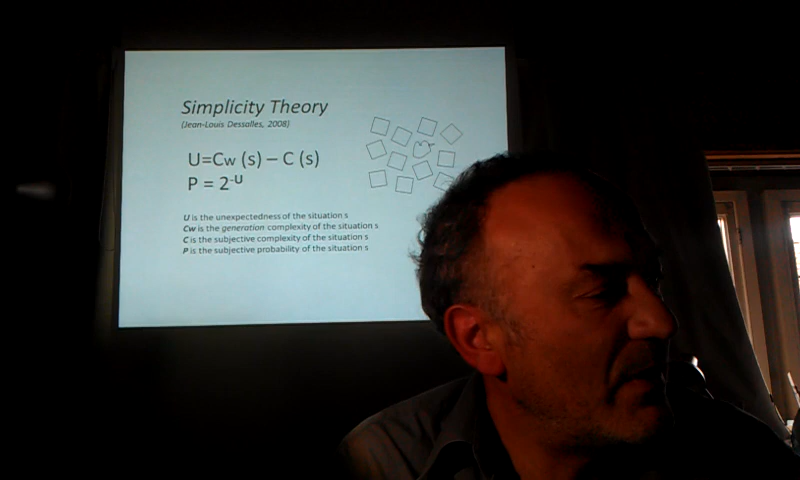 Simplicity Theory
(Jean-Louis Dessalles, 2008)
U=Cw (s) – C (s)
P = 2^-U
U is the unexpectedness of the situation s
Cw is the generation complexity of the situation s
C is the subjective complexity of the situation s
P is the subjective probability of the situation s